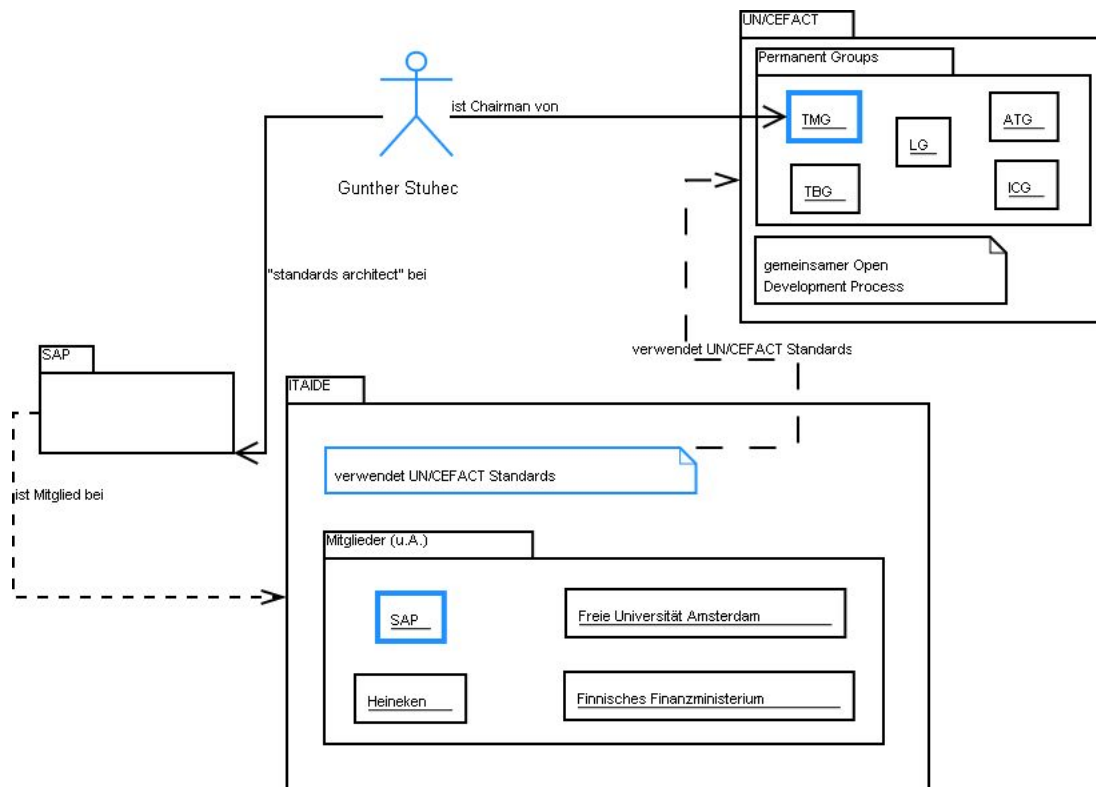 UN/CEFACT
Permanent Groups
ist Chairman von
TMG
ATG
LG
TBG
ICG
Gunther Stuhec
gemeinsamer Open
Development Process
"standards architect" bei
verwendet UN/CEFACT Standards
SAP
ITAIDE
verwendet UN/CEFACT Standards
ist Mitglied bei
Mitglieder (u.A.)
SAP
Freie Universität Amsterdam
Heineken
Finnisches Finanzministerium